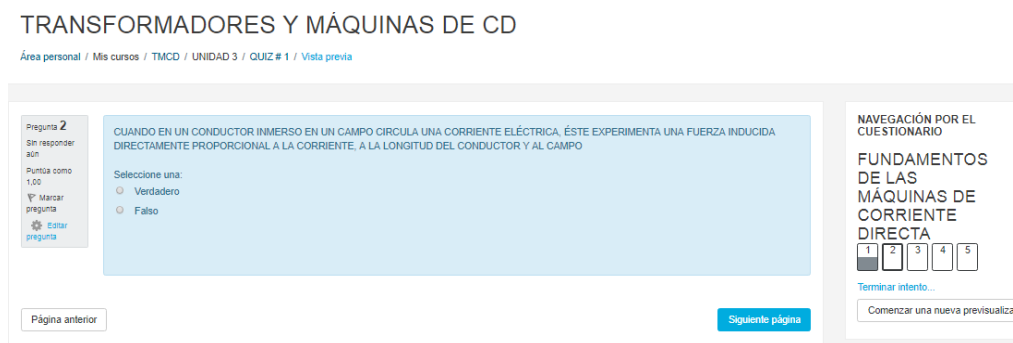 TRANSFORMADORES Y MÁQUINAS DE CD
Área personal / Mis cursos / TMCD / UNIDAD 3 / QUIZ # 1 / Vista previa
Pregunta 2
Sin responder
aún
Puntúa como
1,00
Marcar
pregunta
Editar
pregunta
CUANDO EN UN CONDUCTOR INMERSO EN UN CAMPO CIRCULA UNA CORRIENTE ELÉCTRICA, ÉSTE EXPERIMENTA UNA FUERZA INDUCIDA
DIRECTAMENTE PROPORCIONAL A LA CORRIENTE, A LA LONGITUD DEL CONDUCTOR Y AL CAMPO
Seleccione una:
Verdadero
Falso
Página anterior
Siguiente página
NAVEGACIÓN POR EL
CUESTIONARIO
FUNDAMENTOS
DE LAS
MÁQUINAS DE
CORRIENTE
DIRECTA
1 2 3 4 5
Terminar intento...
Comenzar una nueva previsualiza